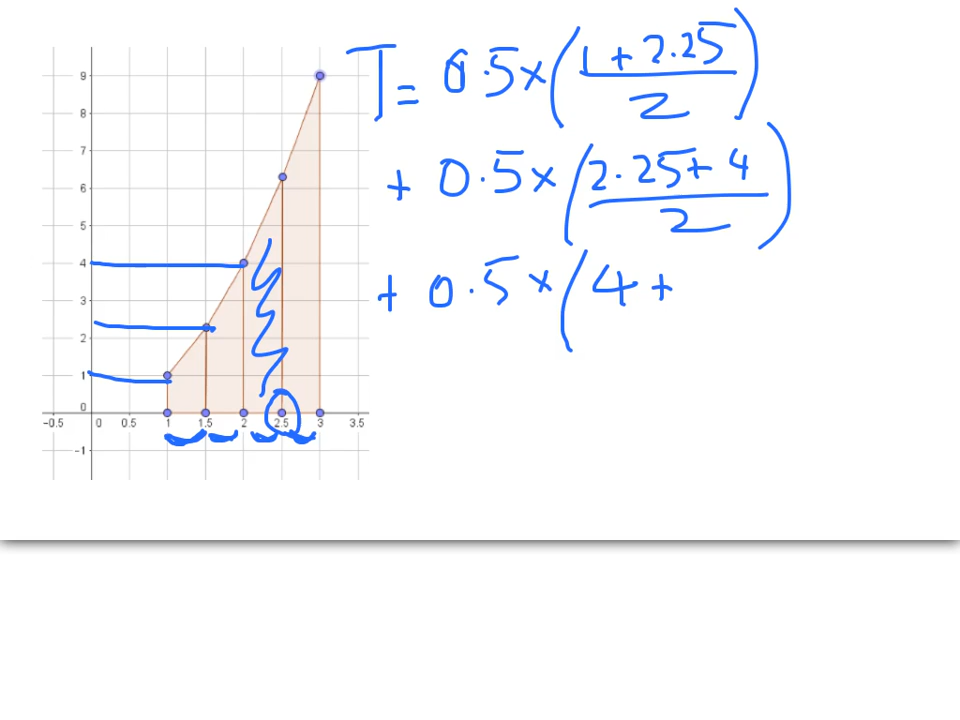 T = 0.5 × (1 + 2.25 / 2)
+ 0.5 × (2.25 + 4 / 2)
+ 0.5 × (4 +
9
8
7
6
5
4
3
2
1
0
-0.5 0 0.5 1 1.5 2 2.5 3 3.5
-1